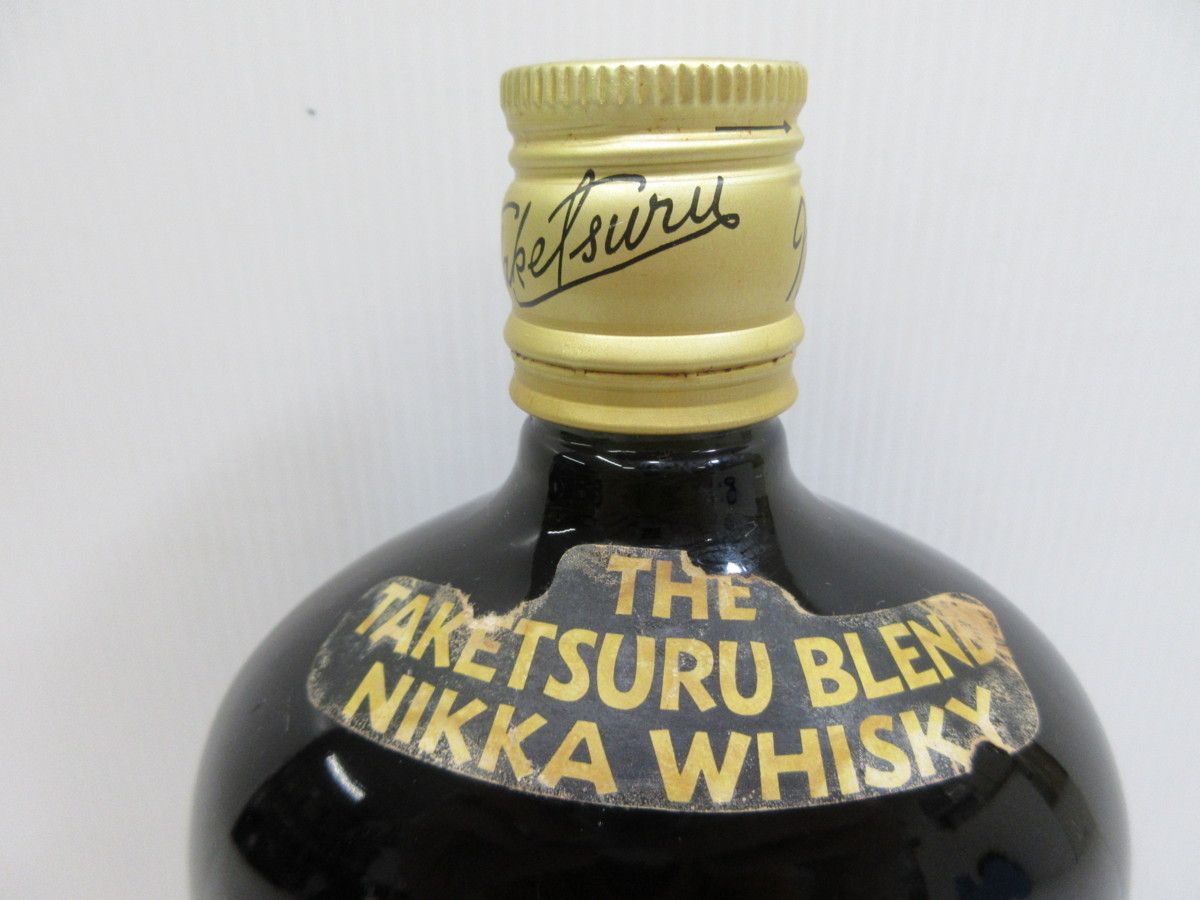 Taketsuru
THE
TAKETSURU BLEND
NIKKA WHISKY